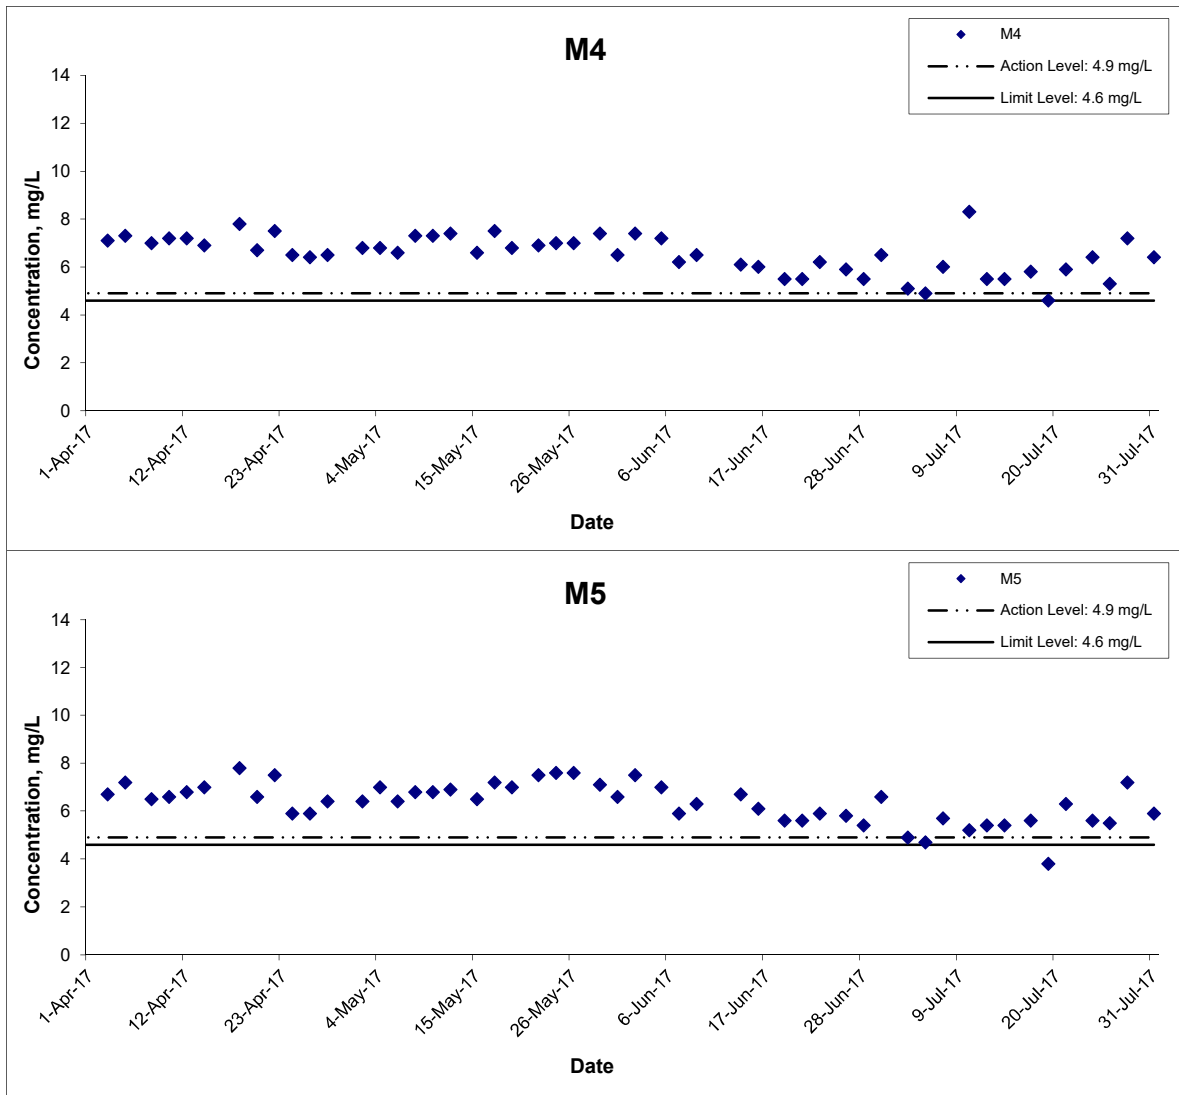 M4
M4
Action Level: 4.9 mg/L
Limit Level: 4.6 mg/L
Concentration, mg/L
14
12
10
8
6
4
2
0
1-Apr-17
12-Apr-17
23-Apr-17
4-May-17
15-May-17
26-May-17
6-Jun-17
17-Jun-17
28-Jun-17
9-Jul-17
20-Jul-17
31-Jul-17
Date
M5
M5
Action Level: 4.9 mg/L
Limit Level: 4.6 mg/L
Concentration, mg/L
14
12
10
8
6
4
2
0
1-Apr-17
12-Apr-17
23-Apr-17
4-May-17
15-May-17
26-May-17
6-Jun-17
17-Jun-17
28-Jun-17
9-Jul-17
20-Jul-17
31-Jul-17
Date